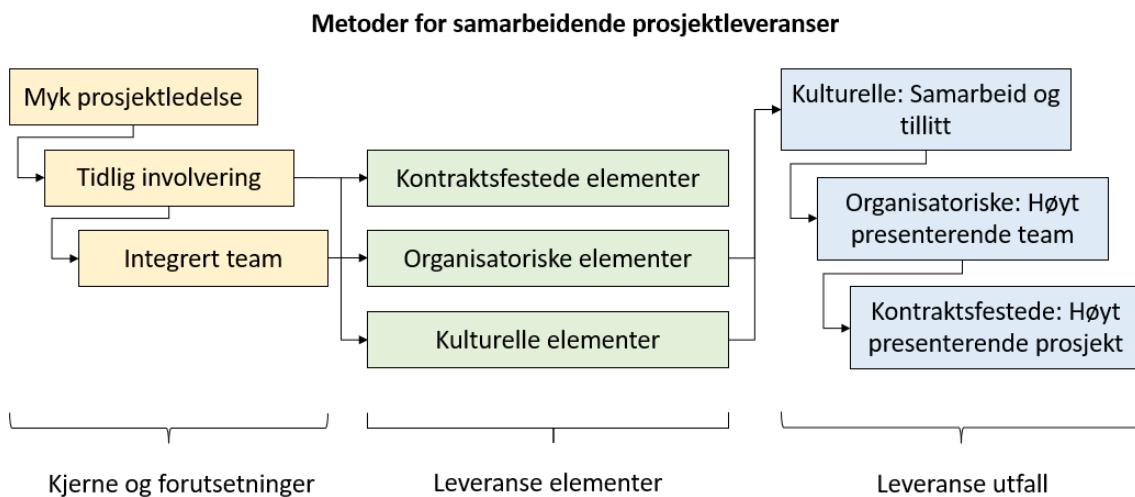 Metoder for samarbeidende prosjektleveranser
Myk prosjektledelse
Tidlig involvering
Integrert team
Kontraktsfestede elementer
Organisatoriske elementer
Kulturelle elementer
Kulturelle: Samarbeid og
tillitt
Organisatoriske: Høyt
presenterende team
Kontraktsfestede: Høyt
presenterende prosjekt
Kjerne og forutsetninger
Leveranse elementer
Leveranse utfall